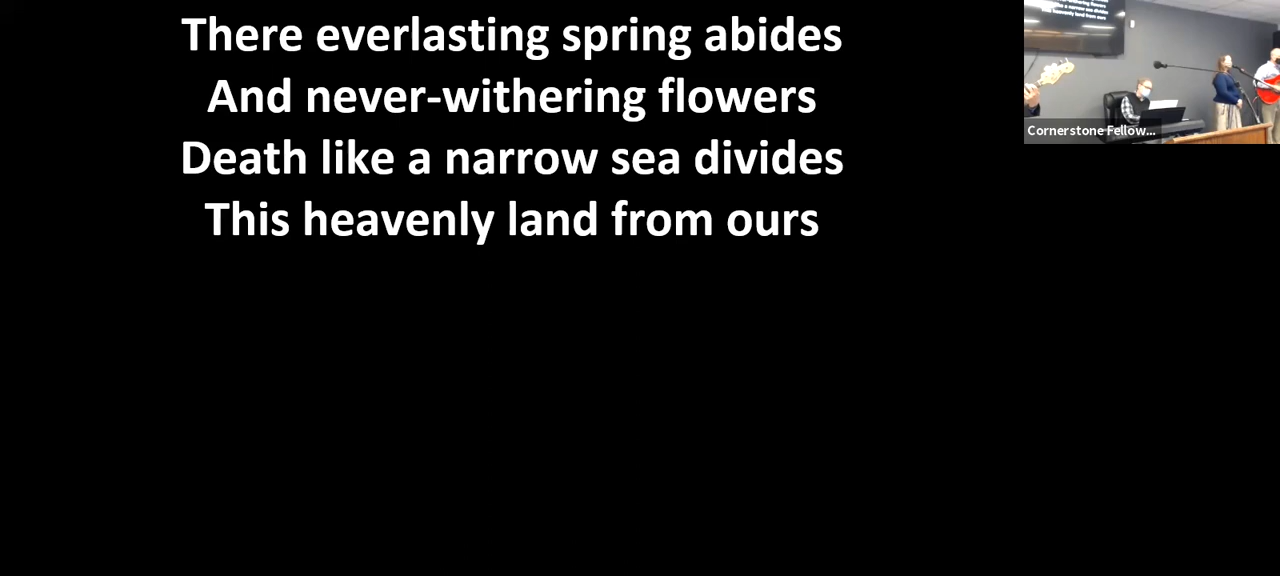 There everlasting spring abides
And never-withering flowers
Death like a narrow sea divides
This heavenly land from ours
Cornerstone Fellow...